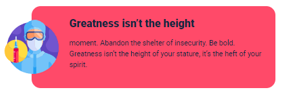 Greatness isn't the height
moment. Abandon the shelter of insecurity. Be bold.
Greatness isn't the height of your stature, it's the heft of your
spirit.